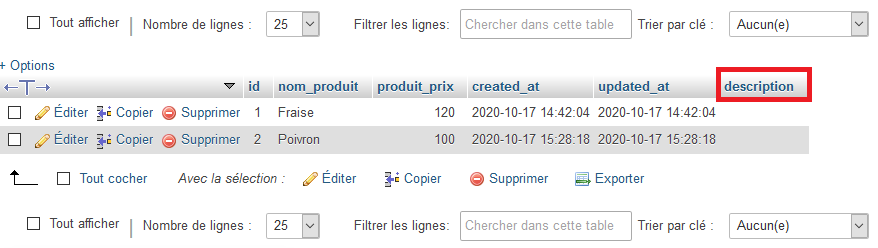 Tout afficher | Nombre de lignes : 25 Filtrer les lignes: Chercher dans cette table Trier par clé : Aucun(e)
+ Options
←T→ id nom_produit produit_prix created_at updated_at description
Éditer Copier Supprimer 1 Fraise 120 2020-10-17 14:42:04 2020-10-17 14:42:04
Éditer Copier Supprimer 2 Poivron 100 2020-10-17 15:28:18 2020-10-17 15:28:18
Tout cocher Avec la sélection : Éditer Copier Supprimer Exporter
Tout afficher | Nombre de lignes : 25 Filtrer les lignes: Chercher dans cette table Trier par clé : Aucun(e)